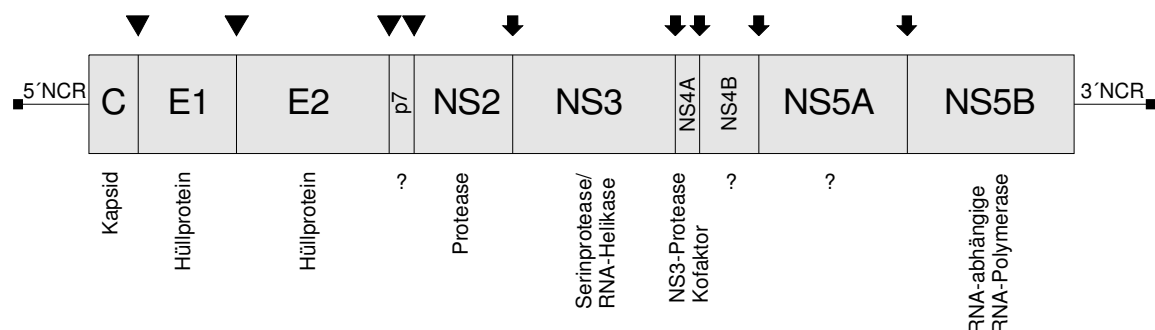 5´NCR
C
E1
E2
p7
NS2
NS3
NS4A
NS4B
NS5A
NS5B
3´NCR
Kapsid
Hüllprotein
Hüllprotein
?
Protease
Serinprotease/
RNA-Helikase
NS3-Protease
Kofaktor
?
?
RNA-abhängige
RNA-Polymerase